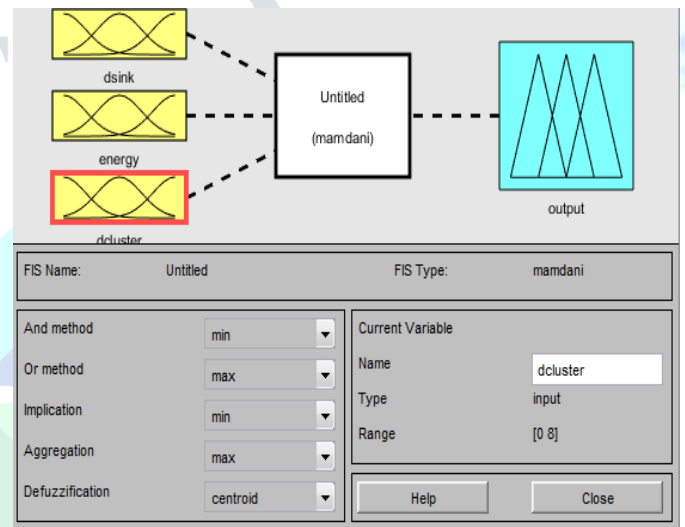 dsink
energy
dcluster
Untitled
(mamdani)
output
FIS Name: Untitled FIS Type: mamdani
And method min
Or method max
Implication min
Aggregation max
Defuzzification centroid
Current Variable
Name dcluster
Type input
Range [0 8]
Help Close